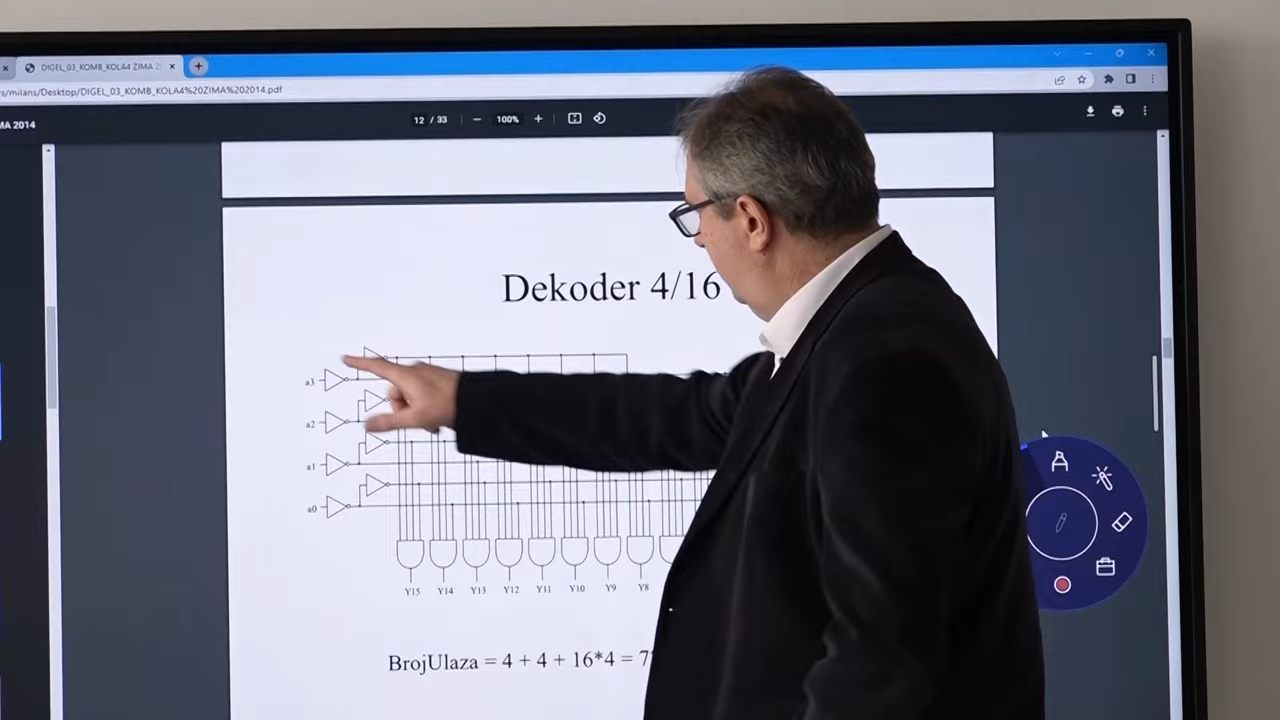 DIGEL_03_KOMB_KOLA4 ZIMA 2
s/milans/Desktop/DIGEL_03_KOMB_KOLA4%20ZIMA%202014.pdf
MA 2014
12 / 33
100%
Dekoder 4/16
a3
a2
a1
a0
Y15 Y14 Y13 Y12 Y11 Y10 Y9 Y8
BrojUlaza = 4 + 4 + 16*4 = 7